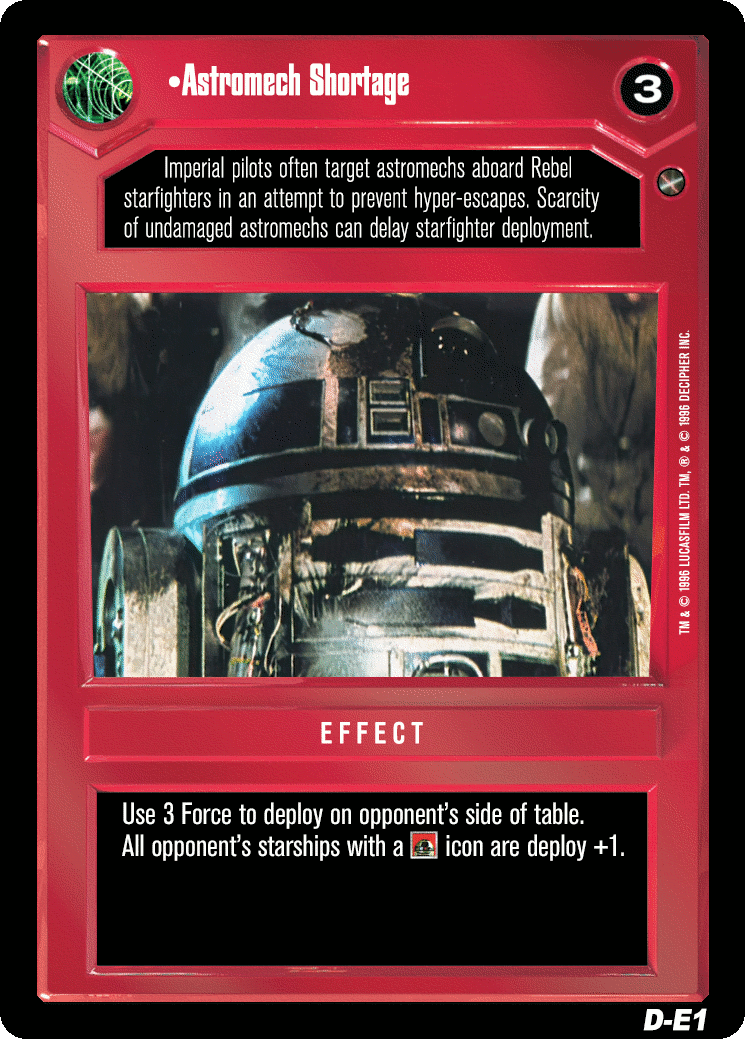 •Astromech Shortage
3
Imperial pilots often target astromechs aboard Rebel
starfighters in an attempt to prevent hyper-escapes. Scarcity
of undamaged astromechs can delay starfighter deployment.
TM & © 1996 LUCASFILM LTD. TM, ® & © 1996 DECIPHER INC.
EFFECT
Use 3 Force to deploy on opponent's side of table.
All opponent's starships with a icon are deploy +1.
D-E1